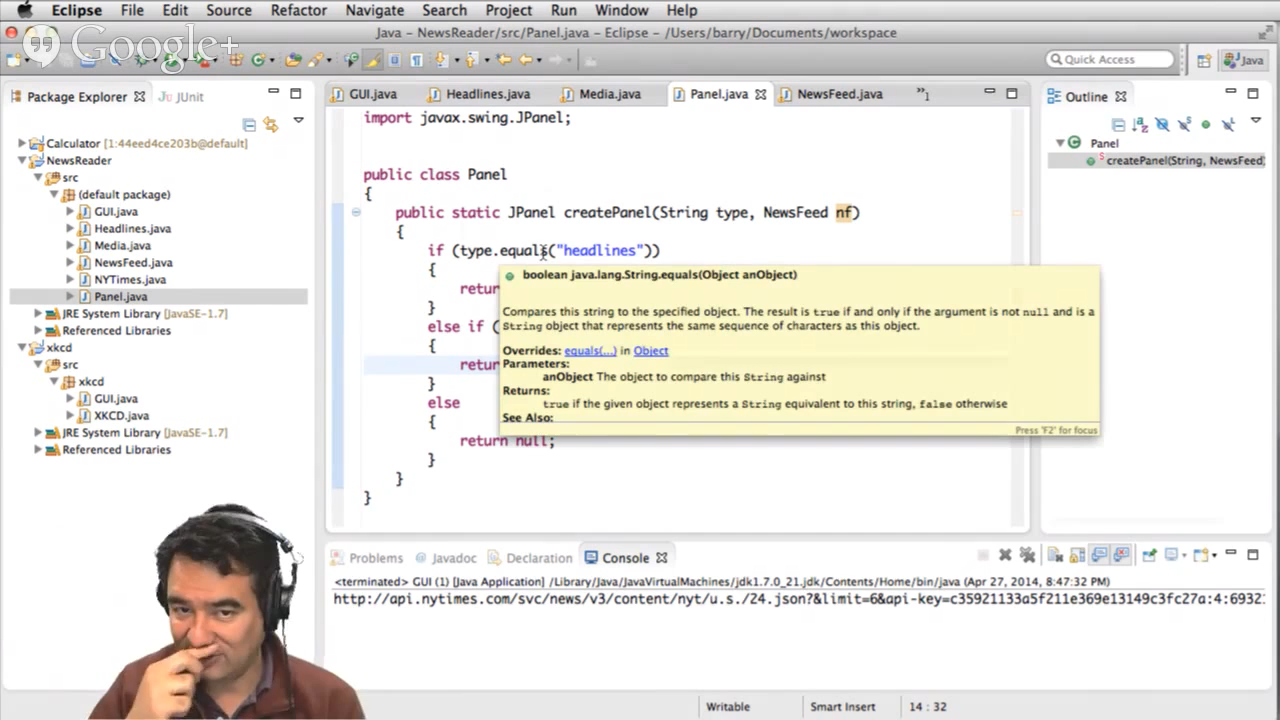 Eclipse File Edit Source Refactor Navigate Search Project Run Window Help
Java – NewsReader/src/Panel.java – Eclipse – /Users/barry/Documents/workspace
Google+
Quick Access
Java
Package Explorer
JUnit
Calculator [1:44eed4ce203b@default]
NewsReader
src
(default package)
GUI.java
Headlines.java
Media.java
NewsFeed.java
NYTimes.java
Panel.java
JRE System Library [JavaSE-1.7]
Referenced Libraries
xkcd
src
xkcd
GUI.java
XKCD.java
JRE System Library [JavaSE-1.7]
Referenced Libraries
GUI.java Headlines.java Media.java Panel.java NewsFeed.java »1
import javax.swing.JPanel;
public class Panel
{
public static JPanel createPanel(String type, NewsFeed nf)
{
if (type.equals("headlines"))
{
retur
}
else if (
{
retur
}
else
{
return null;
}
}
}
boolean java.lang.String.equals(Object anObject)
Compares this string to the specified object. The result is true if and only if the argument is not null and is a
String object that represents the same sequence of characters as this object.
Overrides: equals(...) in Object
Parameters:
anObject The object to compare this String against
Returns:
true if the given object represents a String equivalent to this string, false otherwise
See Also:
Press 'F2' for focus
Outline
Panel
createPanel(String, NewsFeed)
Problems Javadoc Declaration Console
<terminated> GUI (1) [Java Application] /Library/Java/JavaVirtualMachines/jdk1.7.0_21.jdk/Contents/Home/bin/java (Apr 27, 2014, 8:47:32 PM)
http://api.nytimes.com/svc/news/v3/content/nyt/u.s./24.json?&limit=6&api-key=c35921133a5f211e369e13149c3fc27a:4:6932
Writable
Smart Insert
14 : 32